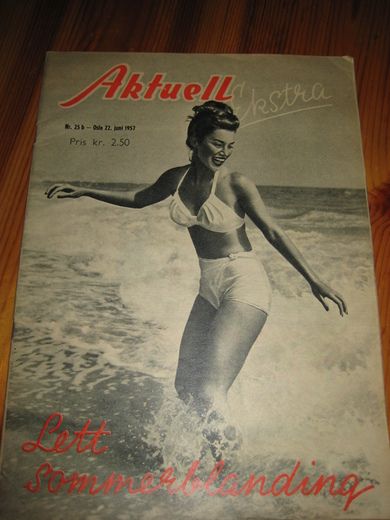 Aktuell Ekstra
Nr. 25 b — Oslo 22. juni 1957
Pris kr. 2.50
Lett
sommerblanding